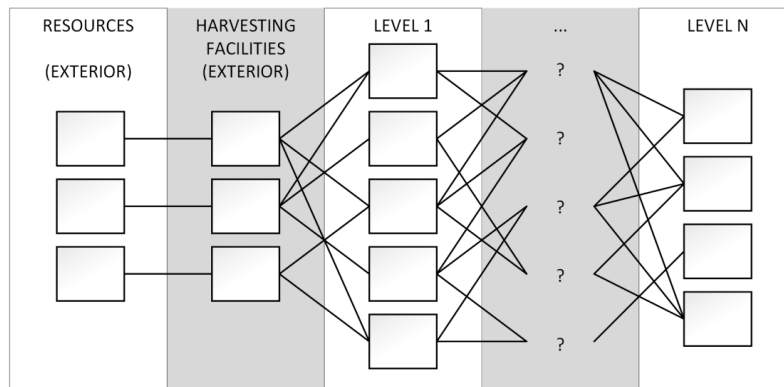 RESOURCES
(EXTERIOR)
HARVESTING
FACILITIES
(EXTERIOR)
LEVEL 1
...
LEVEL N
?
?
?
?
?